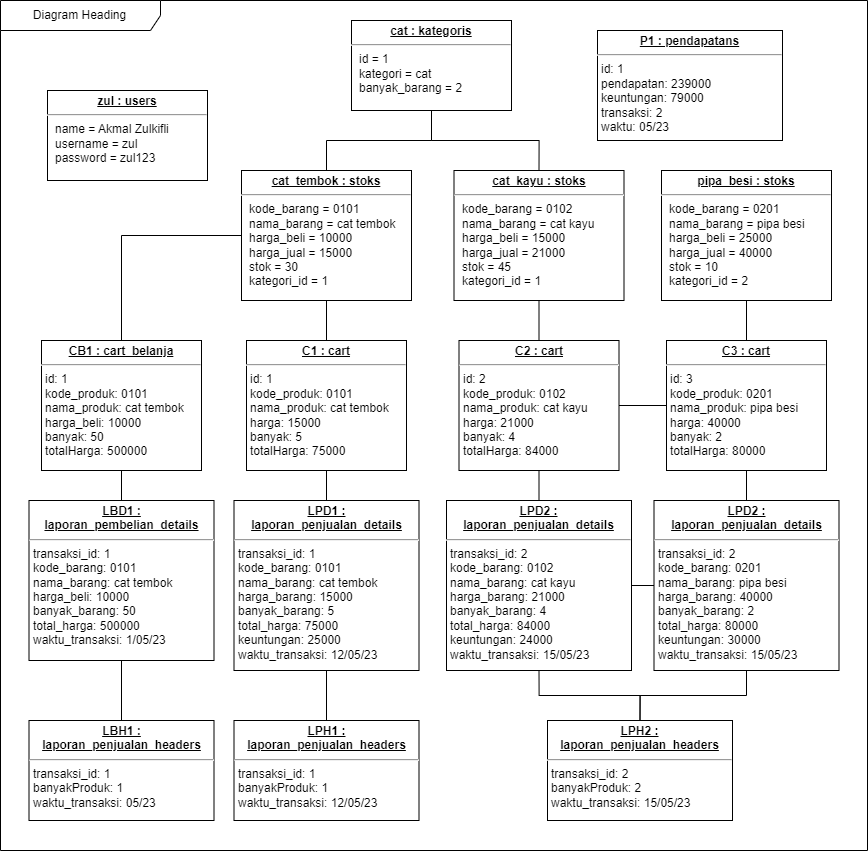 Diagram Heading
cat : kategoris
id = 1
kategori = cat
banyak_barang = 2
P1 : pendapatans
id: 1
pendapatan: 239000
keuntungan: 79000
transaksi: 2
waktu: 05/23
zul : users
name = Akmal Zulkifli
username = zul
password = zul123
cat_tembok : stoks
kode_barang = 0101
nama_barang = cat tembok
harga_beli = 10000
harga_jual = 15000
stok = 30
kategori_id = 1
cat_kayu : stoks
kode_barang = 0102
nama_barang = cat kayu
harga_beli = 15000
harga_jual = 21000
stok = 45
kategori_id = 1
pipa_besi : stoks
kode_barang = 0201
nama_barang = pipa besi
harga_beli = 25000
harga_jual = 40000
stok = 10
kategori_id = 2
CB1 : cart_belanja
id: 1
kode_produk: 0101
nama_produk: cat tembok
harga_beli: 10000
banyak: 50
totalHarga: 500000
C1 : cart
id: 1
kode_produk: 0101
nama_produk: cat tembok
harga: 15000
banyak: 5
totalHarga: 75000
C2 : cart
id: 2
kode_produk: 0102
nama_produk: cat kayu
harga: 21000
banyak: 4
totalHarga: 84000
C3 : cart
id: 3
kode_produk: 0201
nama_produk: pipa besi
harga: 40000
banyak: 2
totalHarga: 80000
LBD1 :
laporan_pembelian_details
transaksi_id: 1
kode_barang: 0101
nama_barang: cat tembok
harga_beli: 10000
banyak_barang: 50
total_harga: 500000
waktu_transaksi: 1/05/23
LPD1 :
laporan_penjualan_details
transaksi_id: 1
kode_barang: 0101
nama_barang: cat tembok
harga_barang: 15000
banyak_barang: 5
total_harga: 75000
keuntungan: 25000
waktu_transaksi: 12/05/23
LPD2 :
laporan_penjualan_details
transaksi_id: 2
kode_barang: 0102
nama_barang: cat kayu
harga_barang: 21000
banyak_barang: 4
total_harga: 84000
keuntungan: 24000
waktu_transaksi: 15/05/23
LPD2 :
laporan_penjualan_details
transaksi_id: 2
kode_barang: 0201
nama_barang: pipa besi
harga_barang: 40000
banyak_barang: 2
total_harga: 80000
keuntungan: 30000
waktu_transaksi: 15/05/23
LBH1 :
laporan_penjualan_headers
transaksi_id: 1
banyakProduk: 1
waktu_transaksi: 05/23
LPH1 :
laporan_penjualan_headers
transaksi_id: 1
banyakProduk: 1
waktu_transaksi: 12/05/23
LPH2 :
laporan_penjualan_headers
transaksi_id: 2
banyakProduk: 2
waktu_transaksi: 15/05/23